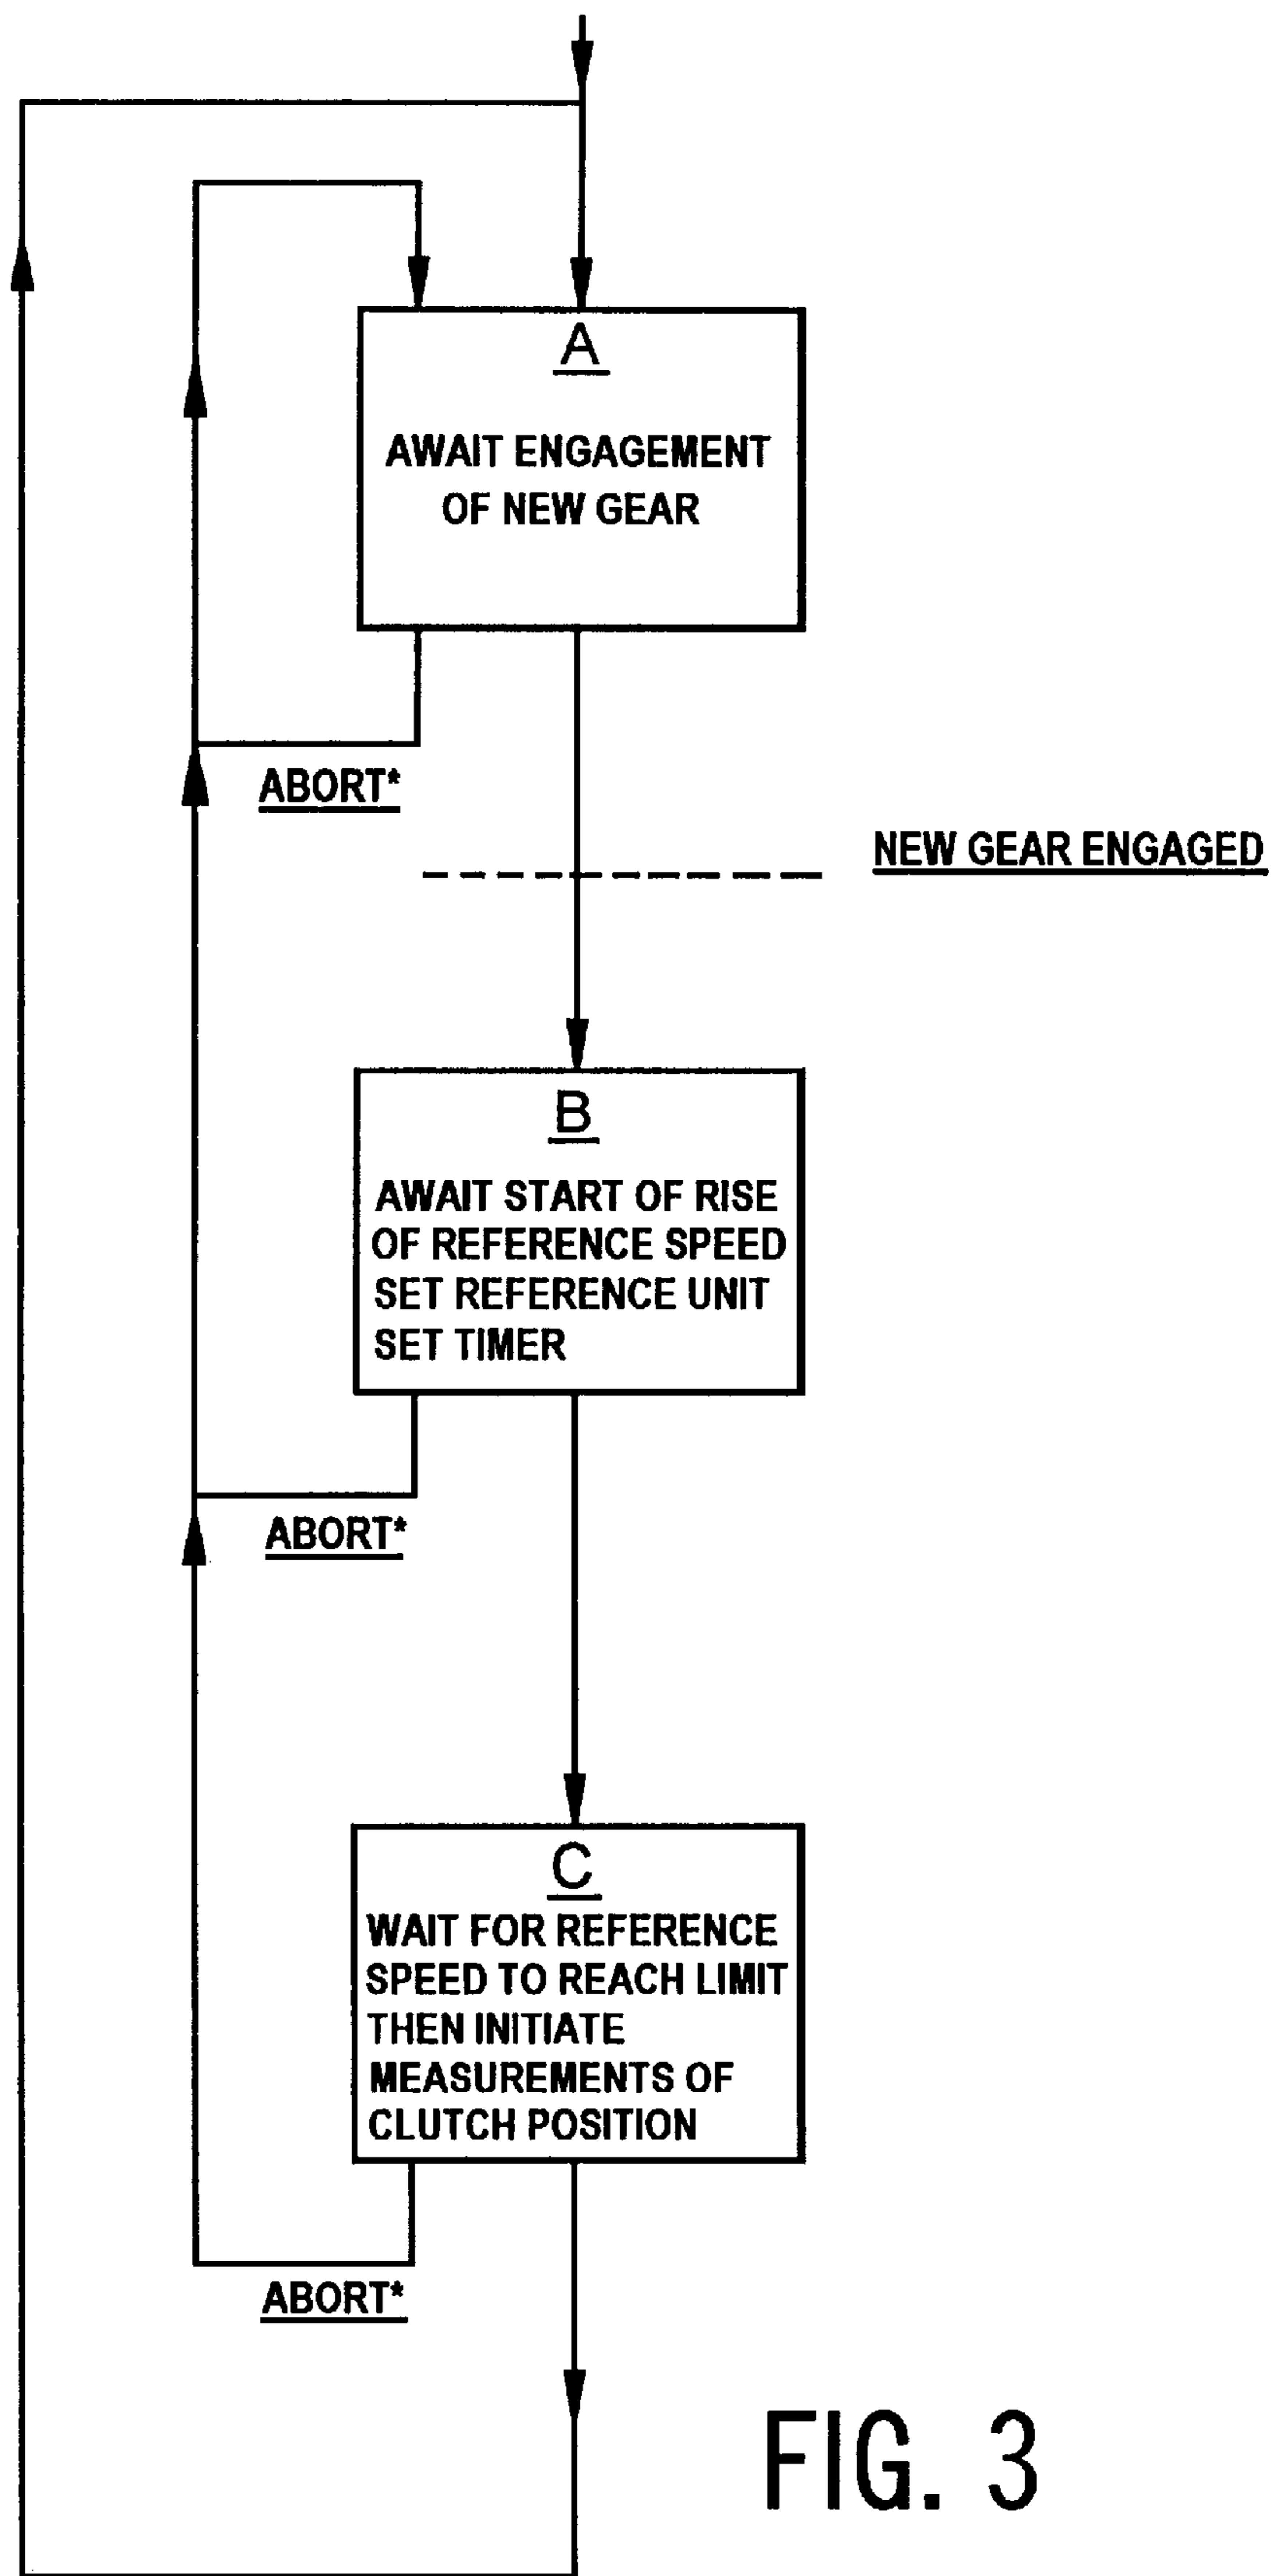 A
AWAIT ENGAGEMENT
OF NEW GEAR
ABORT*
NEW GEAR ENGAGED
B
AWAIT START OF RISE
OF REFERENCE SPEED
SET REFERENCE UNIT
SET TIMER
ABORT*
C
WAIT FOR REFERENCE
SPEED TO REACH LIMIT
THEN INITIATE
MEASUREMENTS OF
CLUTCH POSITION
ABORT*
FIG. 3